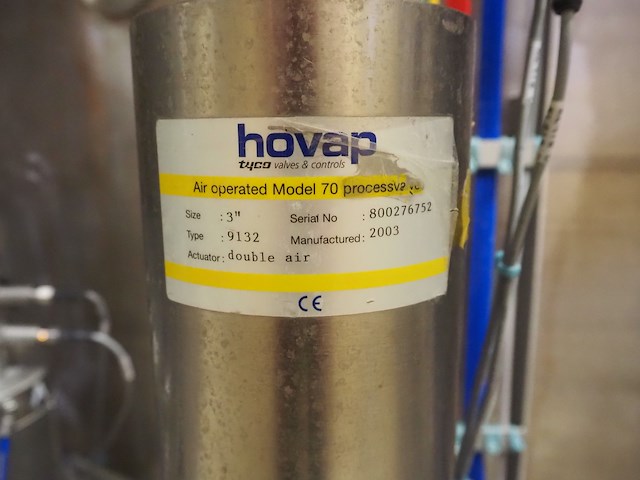 hovap
tyco valves & controls
Air operated Model 70 processvalve
Size : 3" Serial No : 800276752
Type : 9132 Manufactured : 2003
Actuator : double air
CE